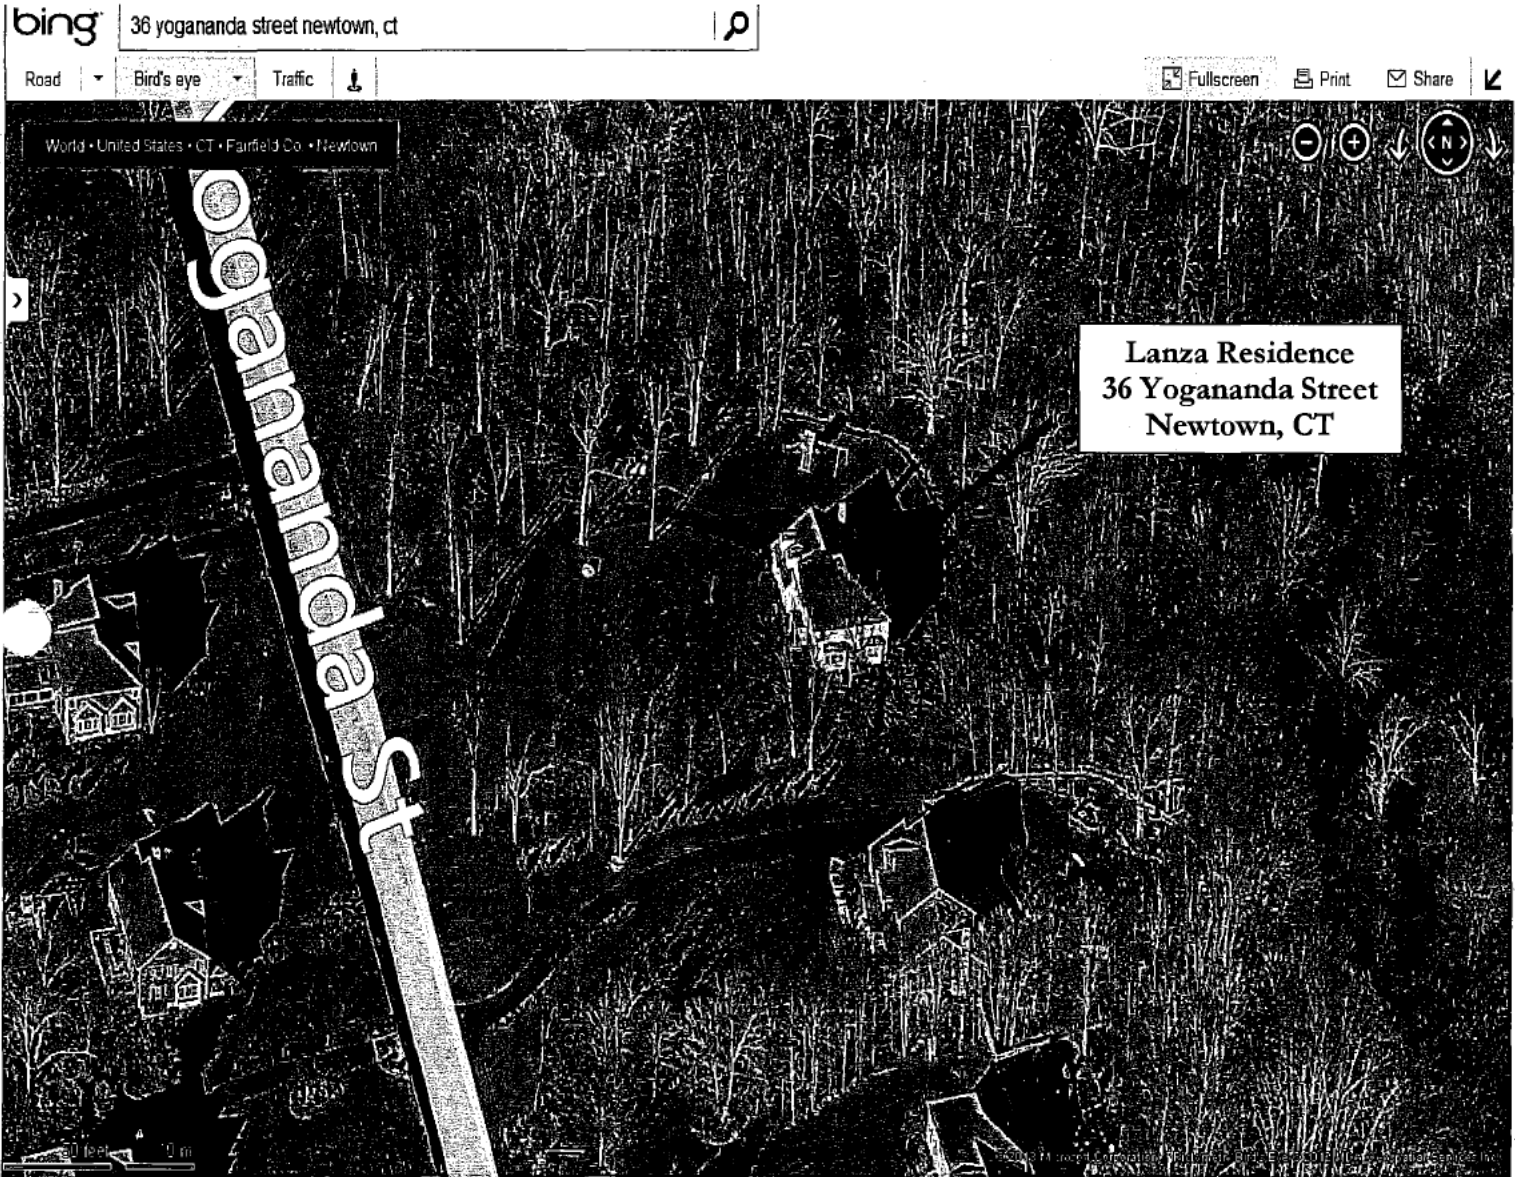 bing
36 yogananda street newtown, ct
Road
Bird's eye
Traffic
Fullscreen
Print
Share
World • United States • CT • Fairfield Co. • Newtown
N
ogananda St
Lanza Residence
36 Yogananda Street
Newtown, CT
feet
m